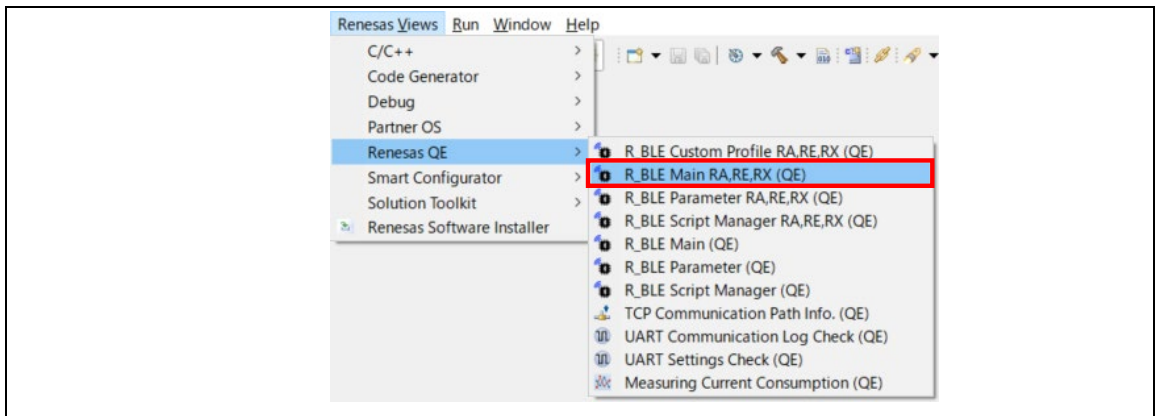 Renesas Views Run Window Help
C/C++
Code Generator
Debug
Partner OS
Renesas QE
Smart Configurator
Solution Toolkit
Renesas Software Installer
R_BLE Custom Profile RA,RE,RX (QE)
R_BLE Main RA,RE,RX (QE)
R_BLE Parameter RA,RE,RX (QE)
R_BLE Script Manager RA,RE,RX (QE)
R_BLE Main (QE)
R_BLE Parameter (QE)
R_BLE Script Manager (QE)
TCP Communication Path Info. (QE)
UART Communication Log Check (QE)
UART Settings Check (QE)
Measuring Current Consumption (QE)